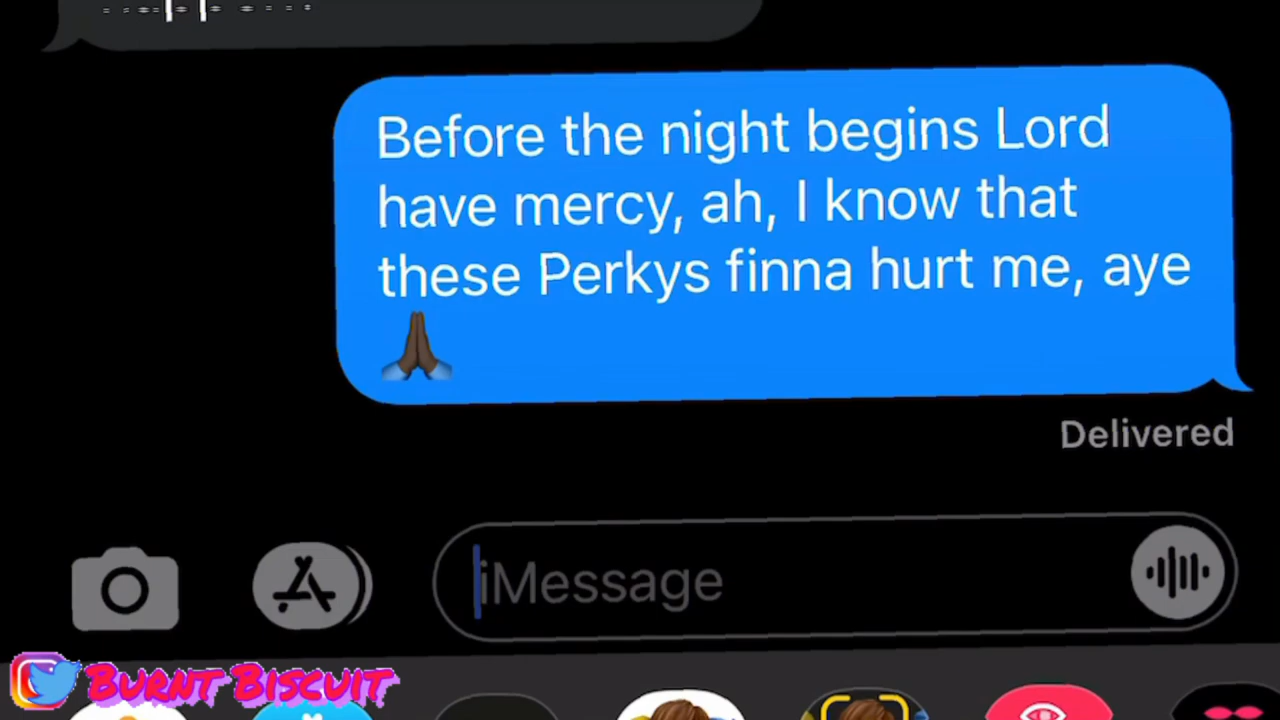 Before the night begins Lord
have mercy, ah, I know that
these Perkys finna hurt me, aye
🙏🏿
Delivered
iMessage
Burnt Biscuit